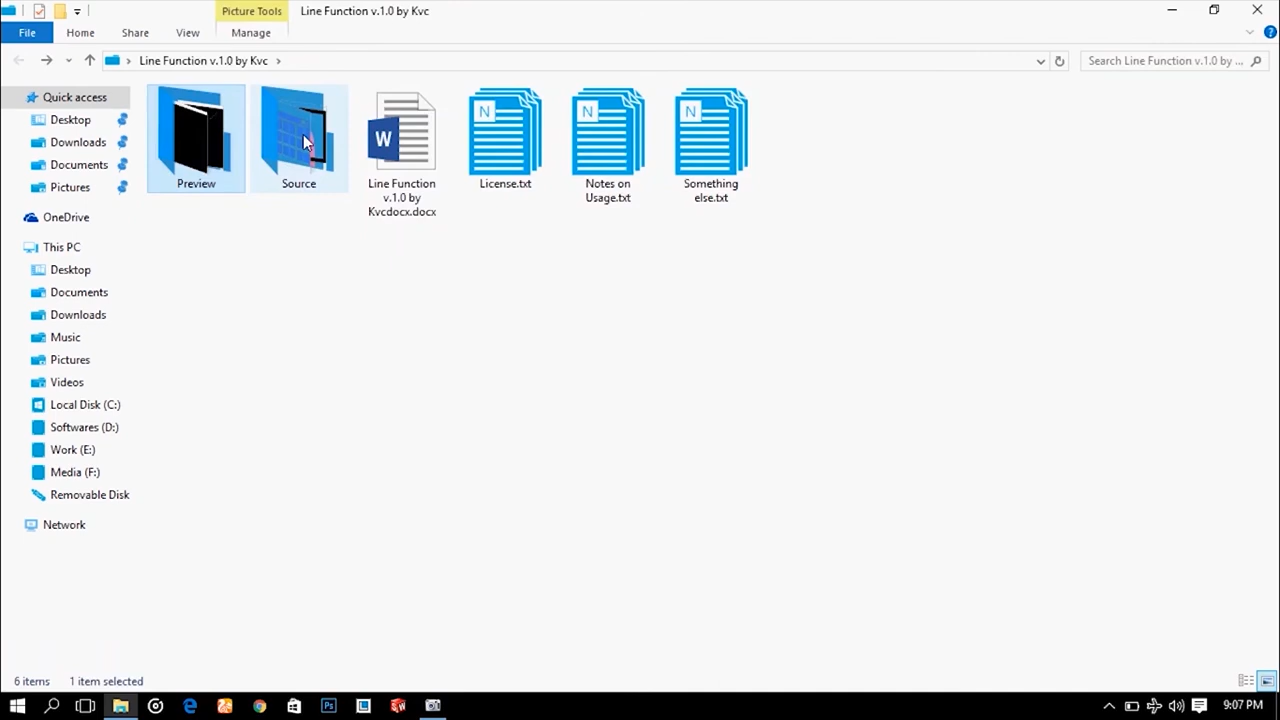 Picture Tools
Line Function v.1.0 by Kvc
File
Home
Share
View
Manage
Line Function v.1.0 by Kvc
Search Line Function v.1.0 by ...
Quick access
Desktop
Downloads
Documents
Pictures
OneDrive
This PC
Desktop
Documents
Downloads
Music
Pictures
Videos
Local Disk (C:)
Softwares (D:)
Work (E:)
Media (F:)
Removable Disk
Network
Preview
Source
W
Line Function
v.1.0 by
Kvcdocx.docx
N
License.txt
N
Notes on
Usage.txt
N
Something
else.txt
6 items
1 item selected
Ps
L
9:07 PM